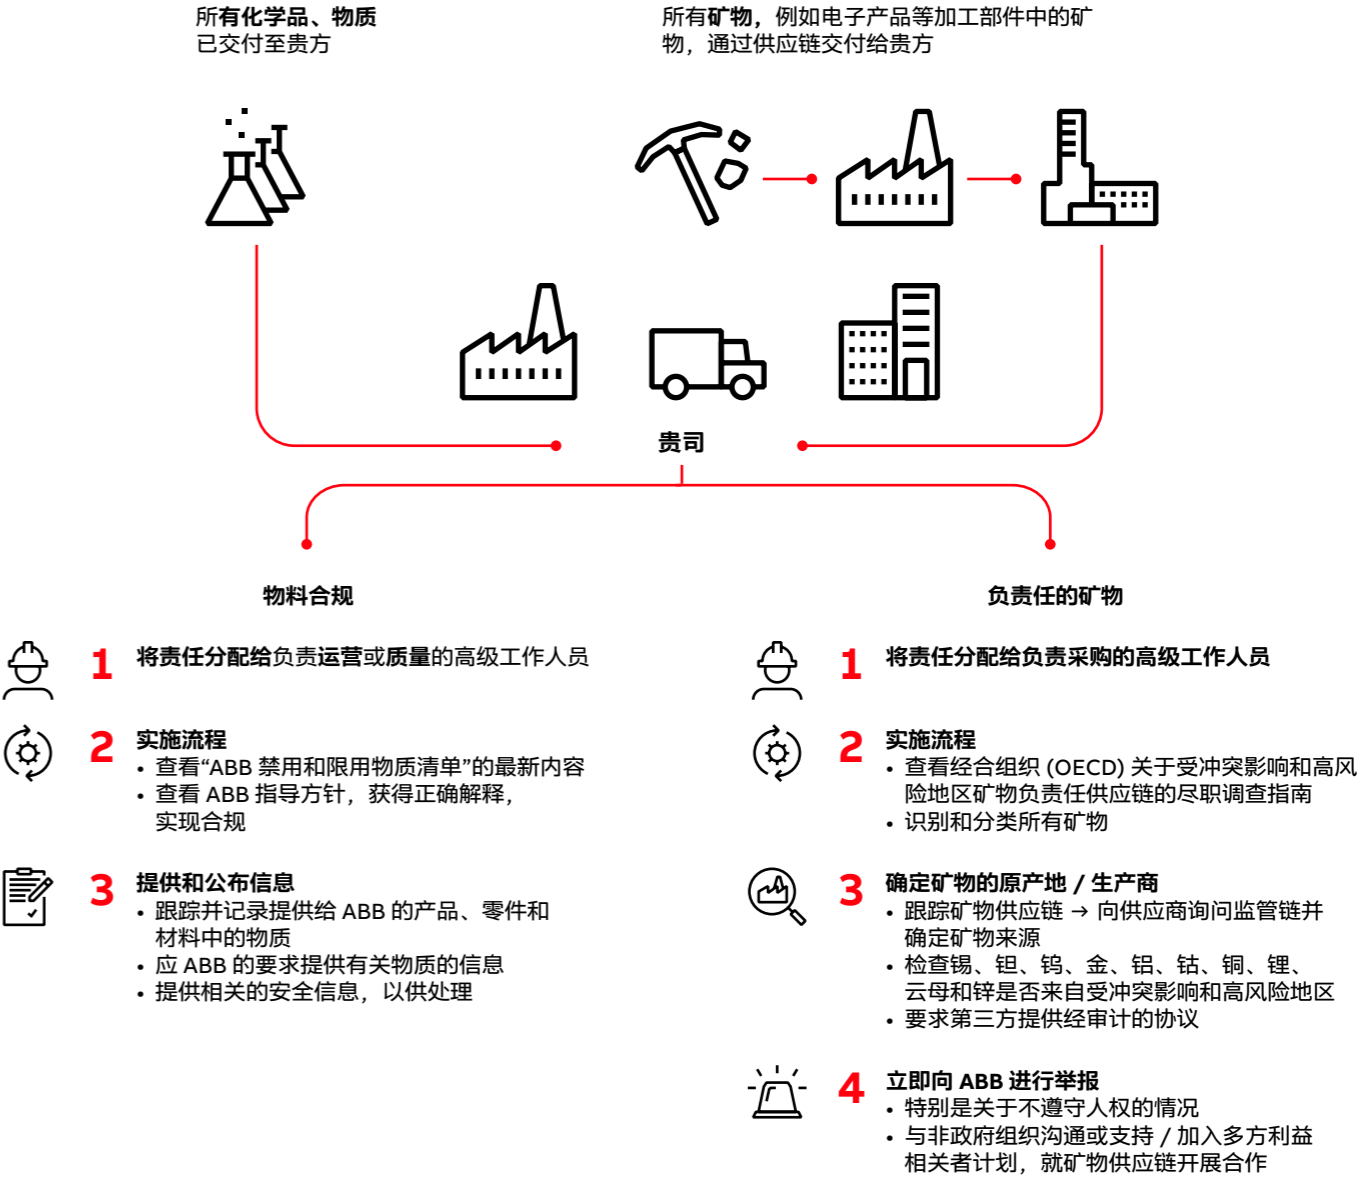 所有化学品、物质
已交付至贵方
所有矿物，例如电子产品等加工部件中的矿
物，通过供应链交付给贵方
贵司
物料合规
1 将责任分配给负责运营或质量的高级工作人员
2 实施流程
• 查看“ABB 禁用和限用物质清单”的最新内容
• 查看 ABB 指导方针，获得正确解释，
实现合规
3 提供和公布信息
• 跟踪并记录提供给 ABB 的产品、零件和
材料中的物质
• 应 ABB 的要求提供有关物质的信息
• 提供相关的安全信息，以供处理
负责任的矿物
1 将责任分配给负责采购的高级工作人员
2 实施流程
• 查看经合组织 (OECD) 关于受冲突影响和高风
险地区矿物负责任供应链的尽职调查指南
• 识别和分类所有矿物
3 确定矿物的原产地 / 生产商
• 跟踪矿物供应链 → 向供应商询问监管链并
确定矿物来源
• 检查锡、钽、钨、金、铝、钴、铜、锂、
云母和锌是否来自受冲突影响和高风险地区
• 要求第三方提供经审计的协议
4 立即向 ABB 进行举报
• 特别是关于不遵守人权的情况
• 与非政府组织沟通或支持 / 加入多方利益
相关者计划，就矿物供应链开展合作